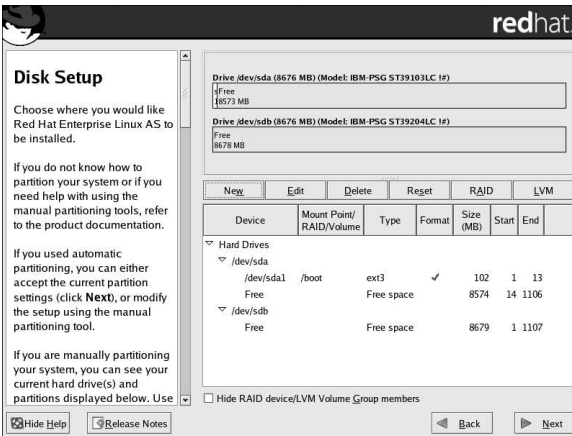 redhat.
Disk Setup
Choose where you would like
Red Hat Enterprise Linux AS to
be installed.
If you do not know how to
partition your system or if you
need help with using the
manual partitioning tools, refer
to the product documentation.
If you used automatic
partitioning, you can either
accept the current partition
settings (click Next), or modify
the setup using the manual
partitioning tool.
If you are manually partitioning
your system, you can see your
current hard drive(s) and
partitions displayed below. Use
Drive /dev/sda (8676 MB) (Model: IBM-PSG ST39103LC !#)
Free
8573 MB
Drive /dev/sdb (8676 MB) (Model: IBM-PSG ST39204LC !#)
Free
8678 MB
New Edit Delete Reset RAID LVM
Device Mount Point/ RAID/Volume Type Format Size (MB) Start End
Hard Drives
/dev/sda
/dev/sda1 /boot ext3 ✓ 102 1 13
Free Free space 8574 14 1106
/dev/sdb
Free Free space 8679 1 1107
Hide RAID device/LVM Volume Group members
Hide Help Release Notes Back Next